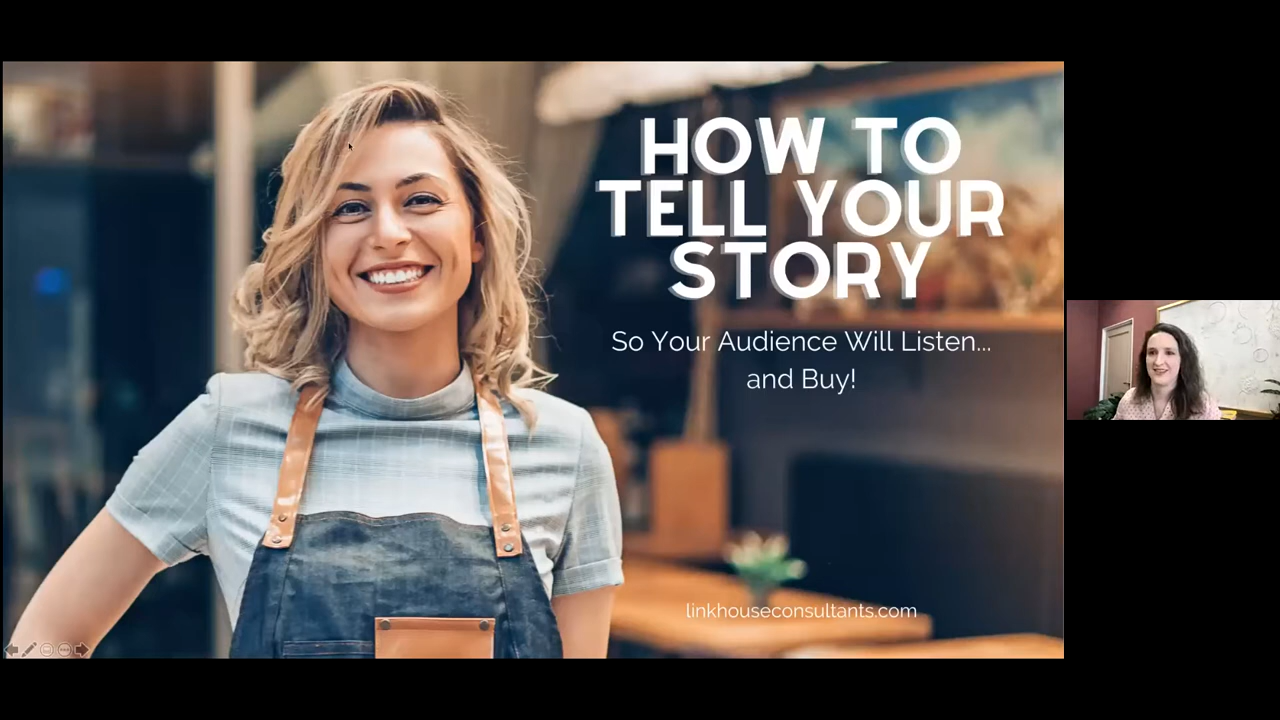 HOW TO
TELL YOUR
STORY
So Your Audience Will Listen...
and Buy!
linkhouseconsultants.com